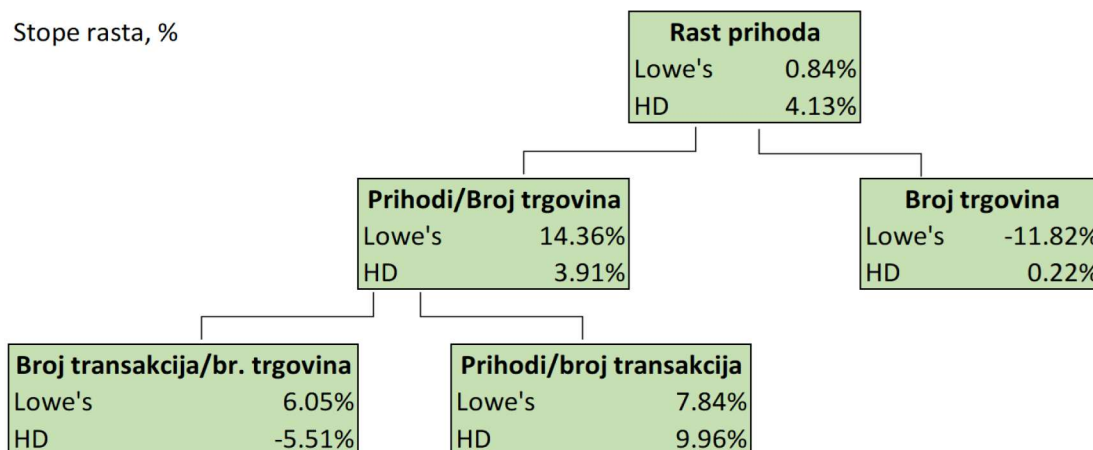 Stope rasta, %
Rast prihoda
Lowe's 0.84%
HD 4.13%
Prihodi/Broj trgovina
Lowe's 14.36%
HD 3.91%
Broj trgovina
Lowe's -11.82%
HD 0.22%
Broj transakcija/br. trgovina
Lowe's 6.05%
HD -5.51%
Prihodi/broj transakcija
Lowe's 7.84%
HD 9.96%